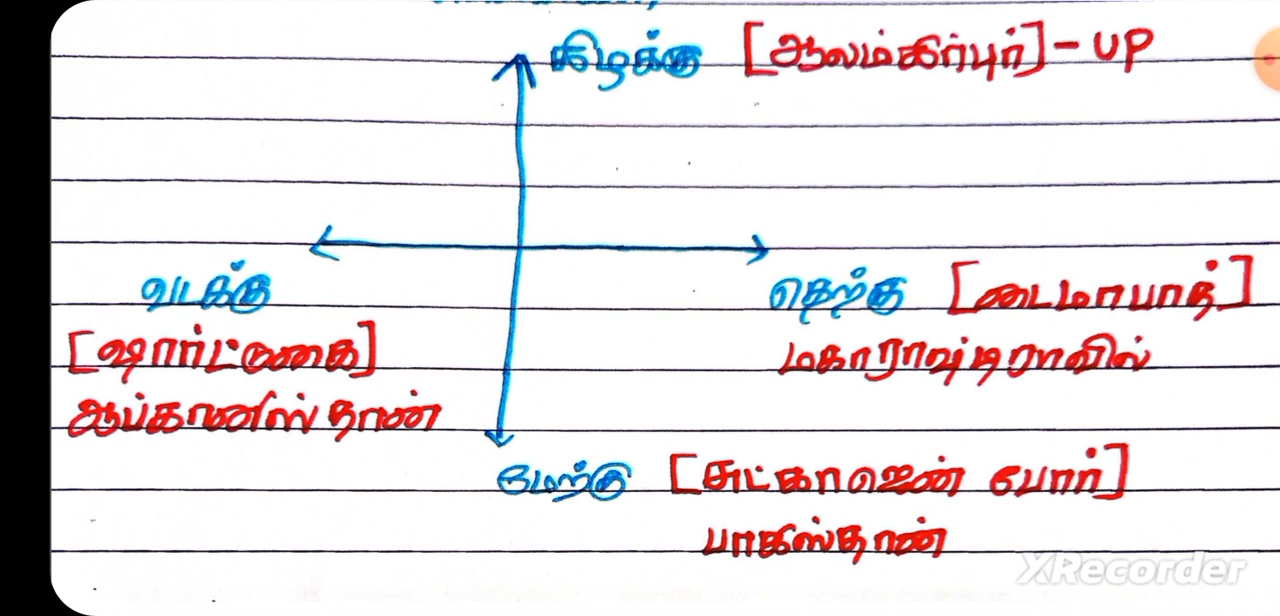 கிழக்கு [ஆலம்கிர்புர்] - UP
வடக்கு
[ஷார்ட்டுகை]
ஆப்கானிஸ்தான்
தெற்கு [டைமாபாத்]
மகாராஷ்டிராவில்
மேற்கு [சுட்காஜென் போர்]
பாகிஸ்தான்
XRecorder